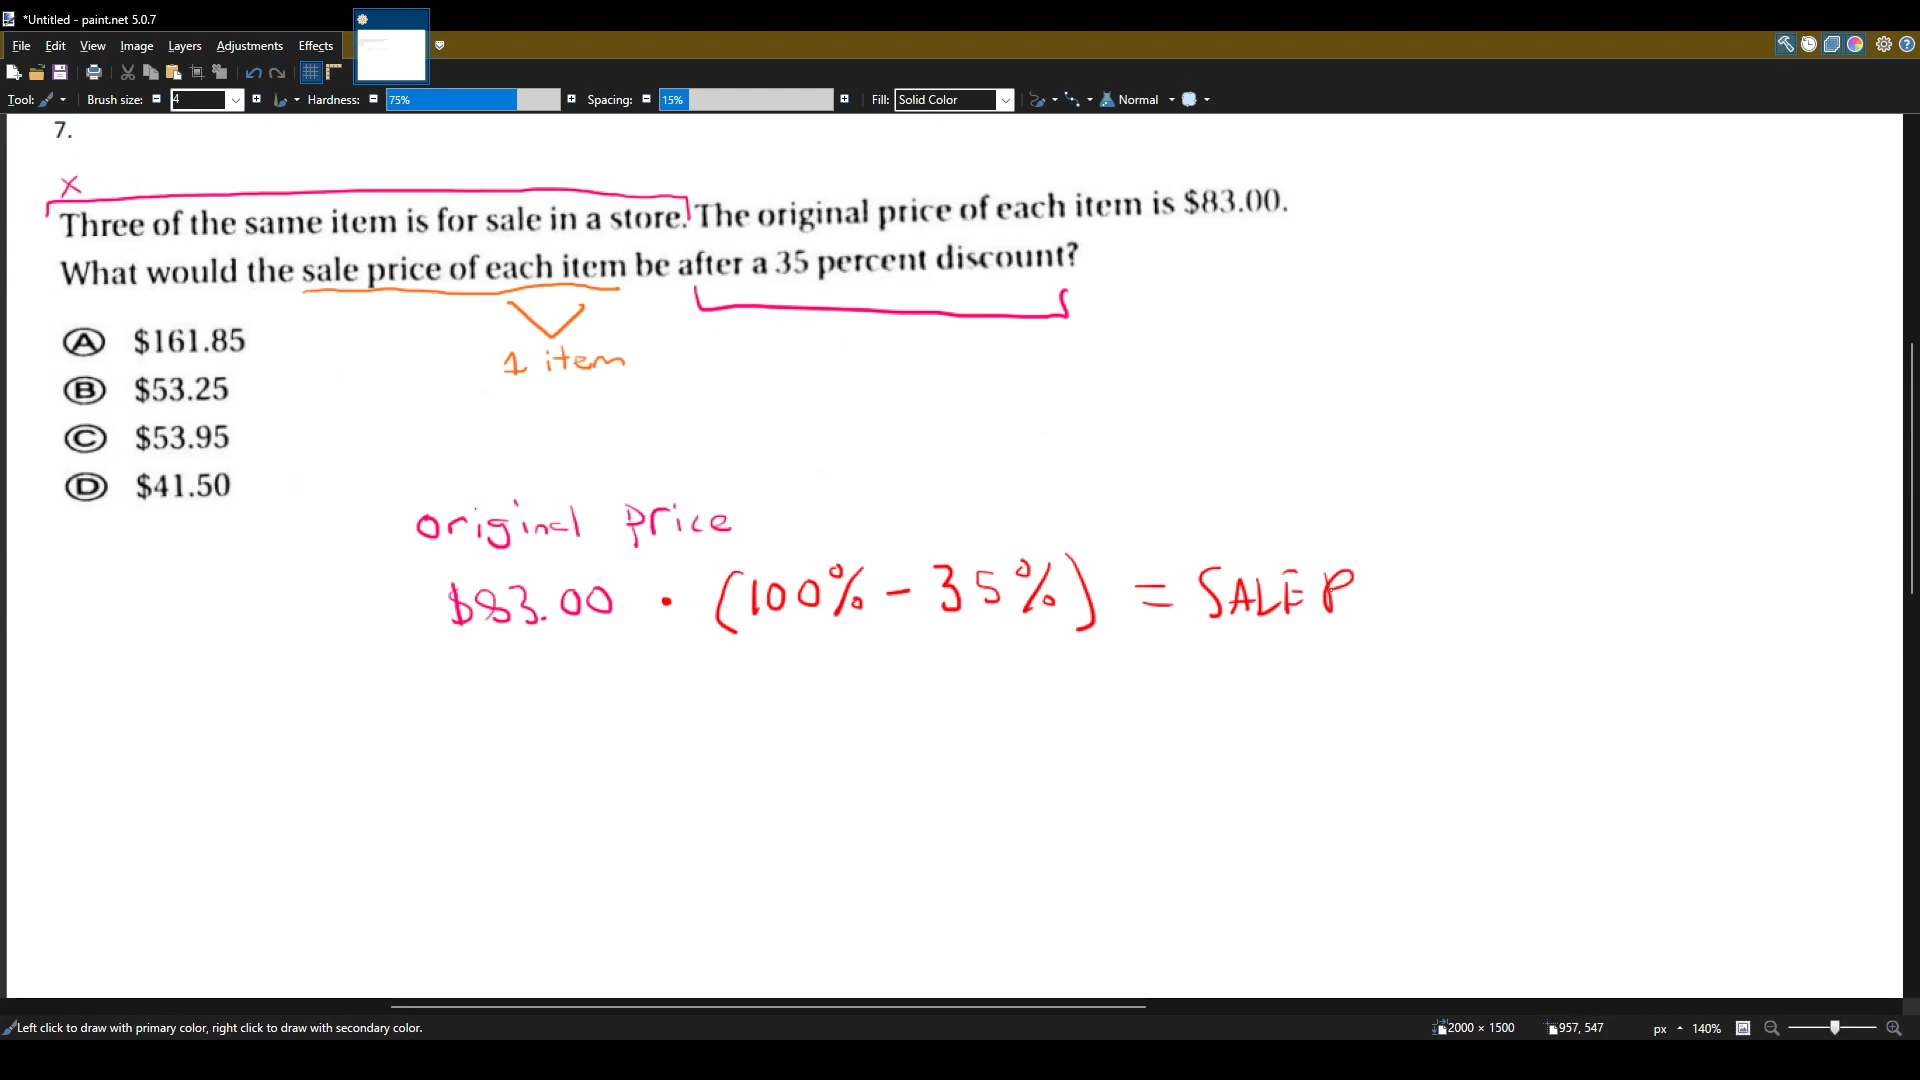 *Untitled - paint.net 5.0.7
File Edit View Image Layers Adjustments Effects
Tool: Brush size: 4 Hardness: 75% Spacing: 15% Fill: Solid Color Normal
7.
X
Three of the same item is for sale in a store. The original price of each item is $83.00.
What would the sale price of each item be after a 35 percent discount?
1 item
A $161.85
B $53.25
C $53.95
D $41.50
original price
$83.00 · (100% - 35%) = SALE P
Left click to draw with primary color, right click to draw with secondary color.
2000 × 1500 957, 547 px 140%